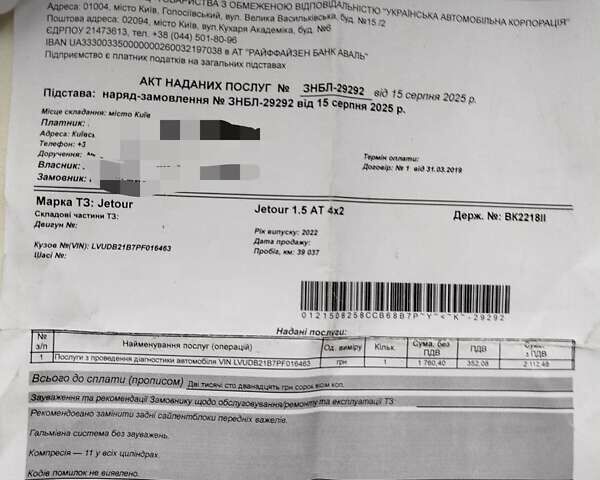 ТОВАРИСТВА З ОБМЕЖЕНОЮ ВІДПОВІДАЛЬНІСТЮ "УКРАЇНСЬКА АВТОМОБІЛЬНА КОРПОРАЦІЯ"
Адреса: 01004, місто Київ, Голосіївський, вул. Велика Васильківська, буд. №15/2
Поштова адреса: 02094, місто Київ, вул.Кухаря Академіка, буд. №6
ЄДРПОУ 21473613, тел. +38 (044) 501-80-96
IBAN UA333003350000000260032197038 в АТ "РАЙФФАЙЗЕН БАНК АВАЛЬ"
Підприємство є платник податків на загальних підставах
АКТ НАДАНИХ ПОСЛУГ № ЗНБЛ-29292 від 15 серпня 2025 р.
Підстава: наряд-замовлення № ЗНБЛ-29292 від 15 серпня 2025 р.
Місце складання: місто Київ
Платник:
Адреса: Київсь
Телефон: +3
Доручення:
Власник:
Замовник:
Термін оплати:
Договір: № 1 від 31.03.2019
Марка ТЗ: Jetour
Jetour 1.5 AT 4x2
Держ. №: ВК2218ІІ
Складові частини ТЗ:
Двигун №:
Рік випуску: 2022
Дата продажу:
Кузов №(VIN): LVUDB21B7PF016463
Пробіг, км: 39 037
Шасі №:
0121508258CCB68B7P~Y~<~K~-29292
Надані послуги:
№ з/п Найменування послуг (операцій) Од. виміру Кільк. Сума. без ПДВ ПДВ Сума з ПДВ
1 Послуги з проведення діагностики автомобіля VIN LVUDB21B7PF016463 грн 1 1 760,40 352,08 2 112,48
Всього до сплати (прописом) Дві тисячі сто дванадцять грн сорок вісім коп.
Зауваження та рекомендації Замовнику щодо обслуговування/ремонту та експлуатації ТЗ:
Рекомендовано замінити задні сайлентблоки передніх важелів.
Гальмівна система без зауважень.
Компресія — 11 у всіх циліндрах.
Кодів помилок не виявлено.